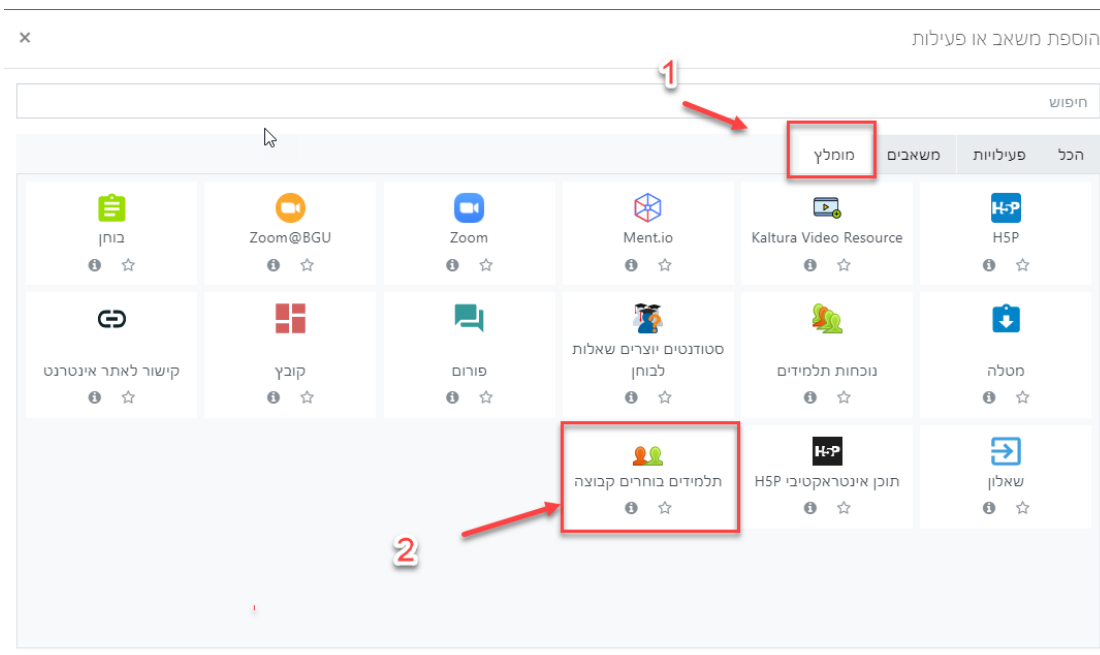 הוספת משאב או פעילות
×
1
חיפוש
הכל
פעילויות
משאבים
מומלץ
H5P
H5P
Kaltura Video Resource
Ment.io
Zoom
Zoom@BGU
בוחן
מטלה
נוכחות תלמידים
סטודנטים יוצרים שאלות
לבוחן
פורום
קובץ
קישור לאתר אינטרנט
שאלון
H5P
תוכן אינטראקטיבי H5P
תלמידים בוחרים קבוצה
2